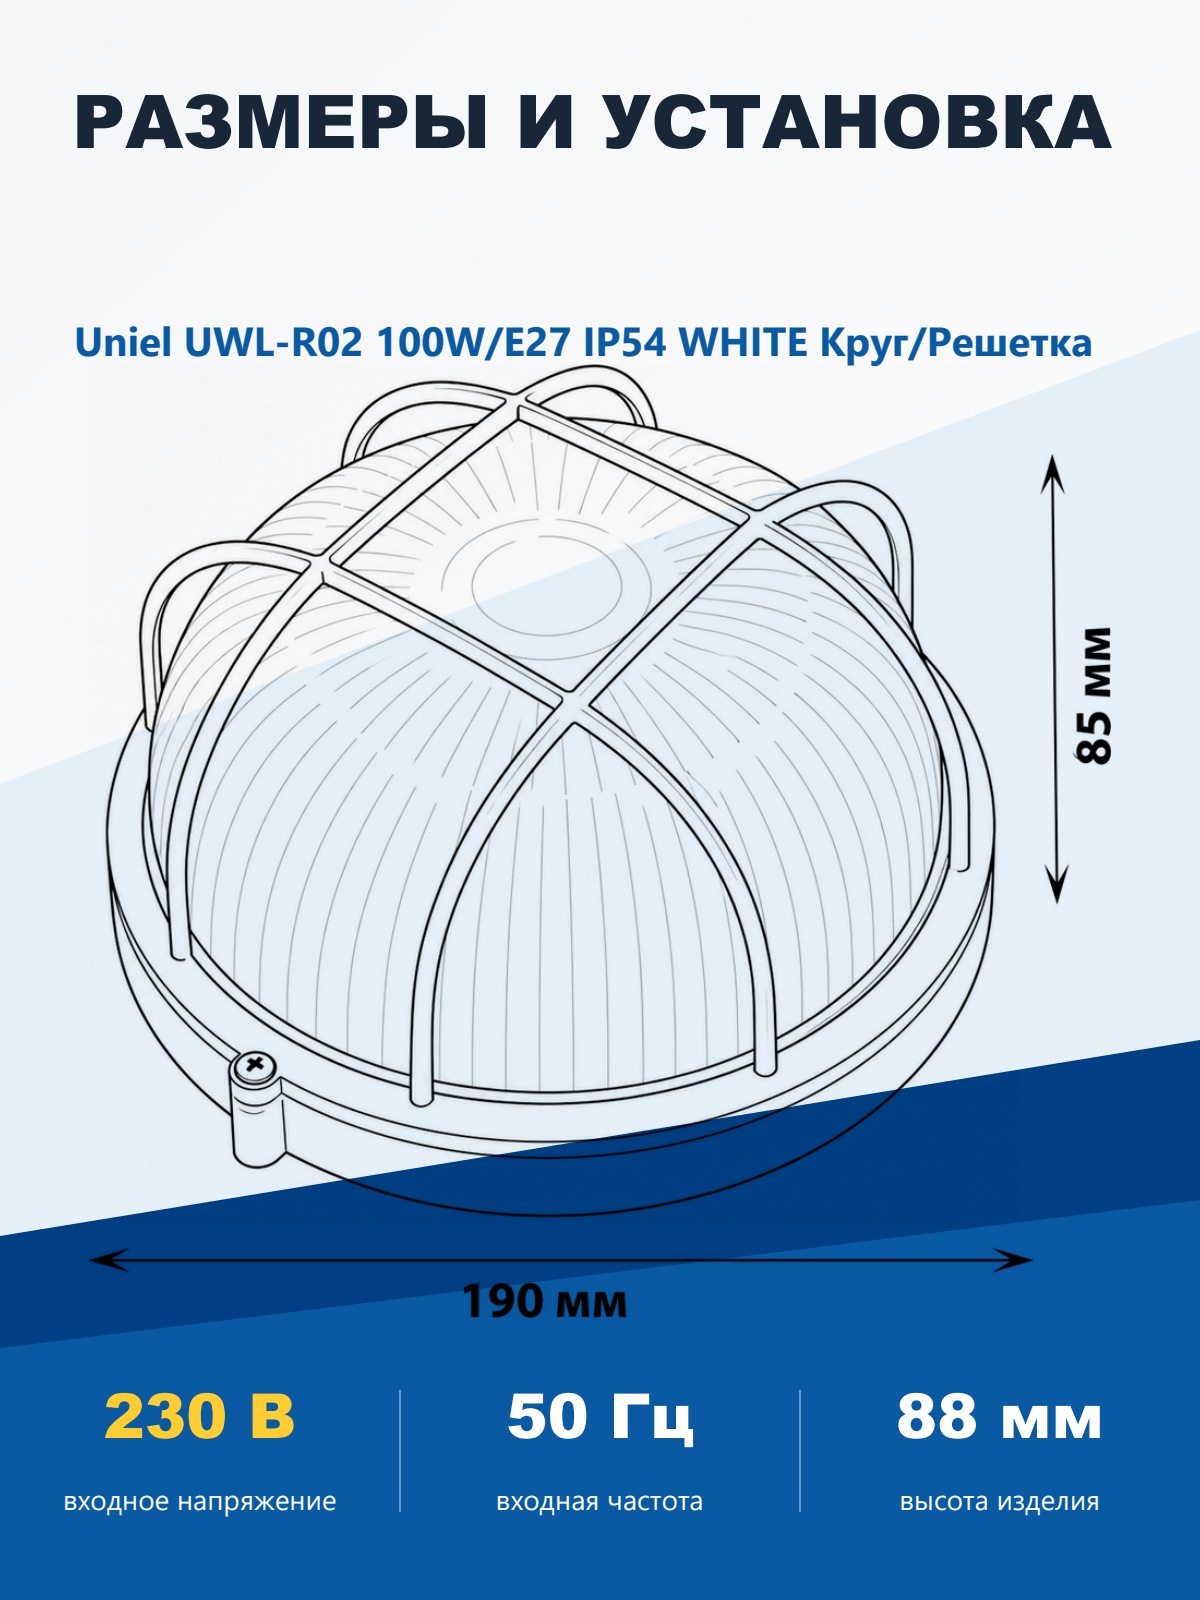 РАЗМЕРЫ И УСТАНОВКА
Uniel UWL-R02 100W/E27 IP54 WHITE Круг/Решетка
85 мм
190 мм
230 В
50 Гц
88 мм
входное напряжение
входная частота
высота изделия